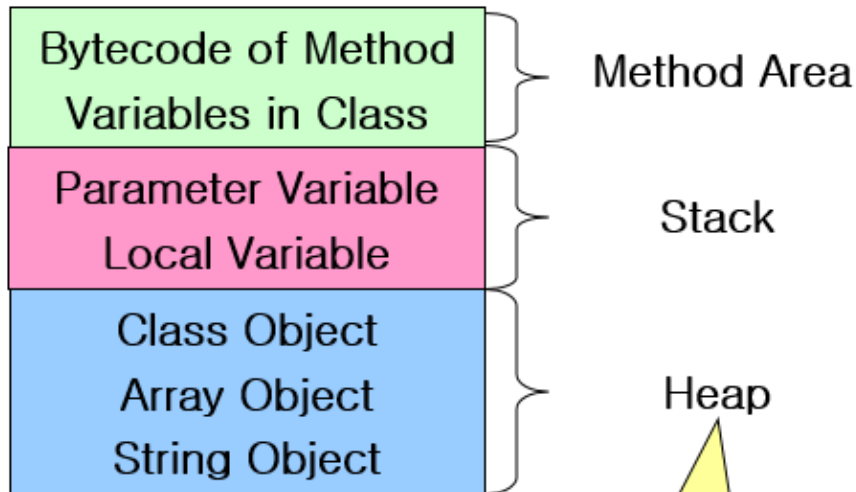 Bytecode of Method
Variables in Class
Method Area
Parameter Variable
Local Variable
Stack
Class Object
Array Object
String Object
Heap